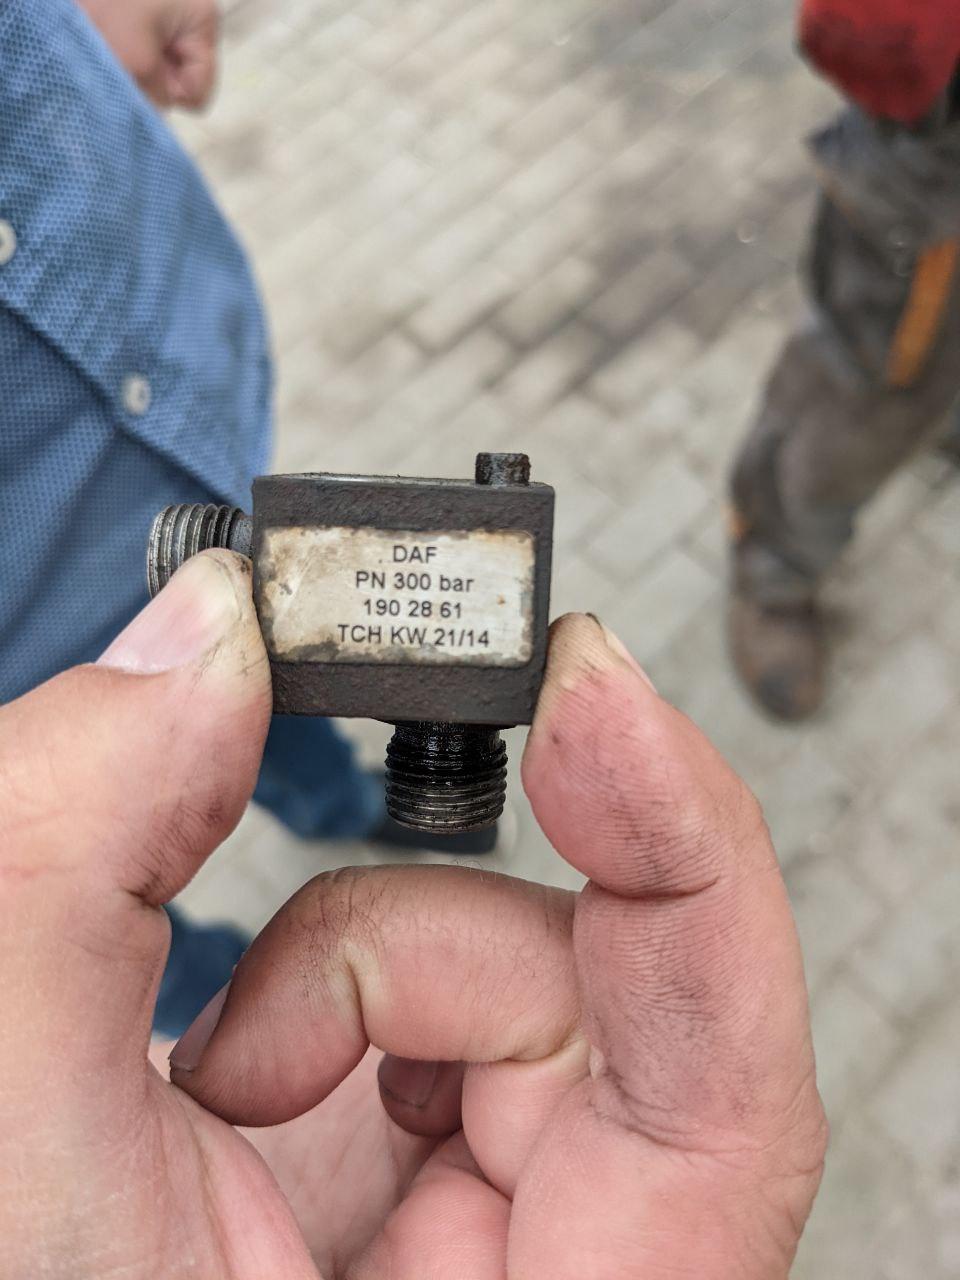 DAF
PN 300 bar
190 28 61
TCH KW 21/14